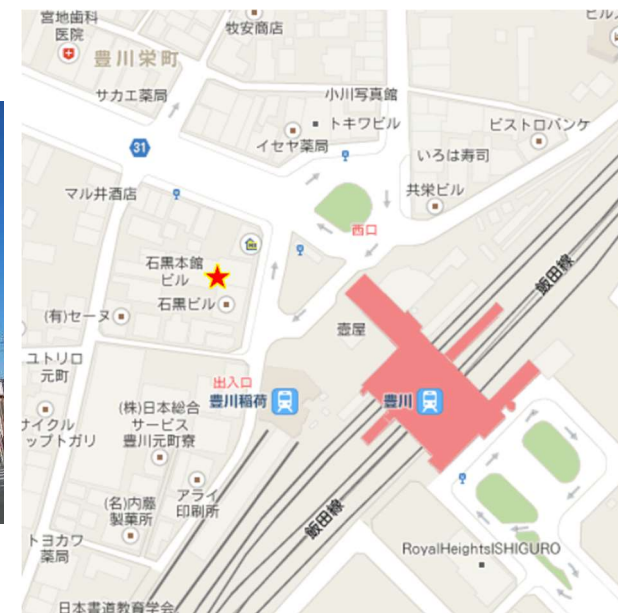 宮地歯科
医院
牧安商店
豊川栄町
サカエ薬局
小川写真館
トキワビル
イセヤ薬局
ビストロバンケ
31
いろは寿司
マル井酒店
共栄ビル
西口
石黒本館
ビル
石黒ビル
飯田線
(有)セーヌ
壺屋
ユトリロ
元町
出入口
豊川稲荷
豊川
サイクル
ップトガリ
(株)日本総合
サービス
豊川元町寮
アライ
印刷所
(名)内藤
製菓所
飯田線
トヨカワ
薬局
RoyalHeightsISHIGURO
日本書道教育学会